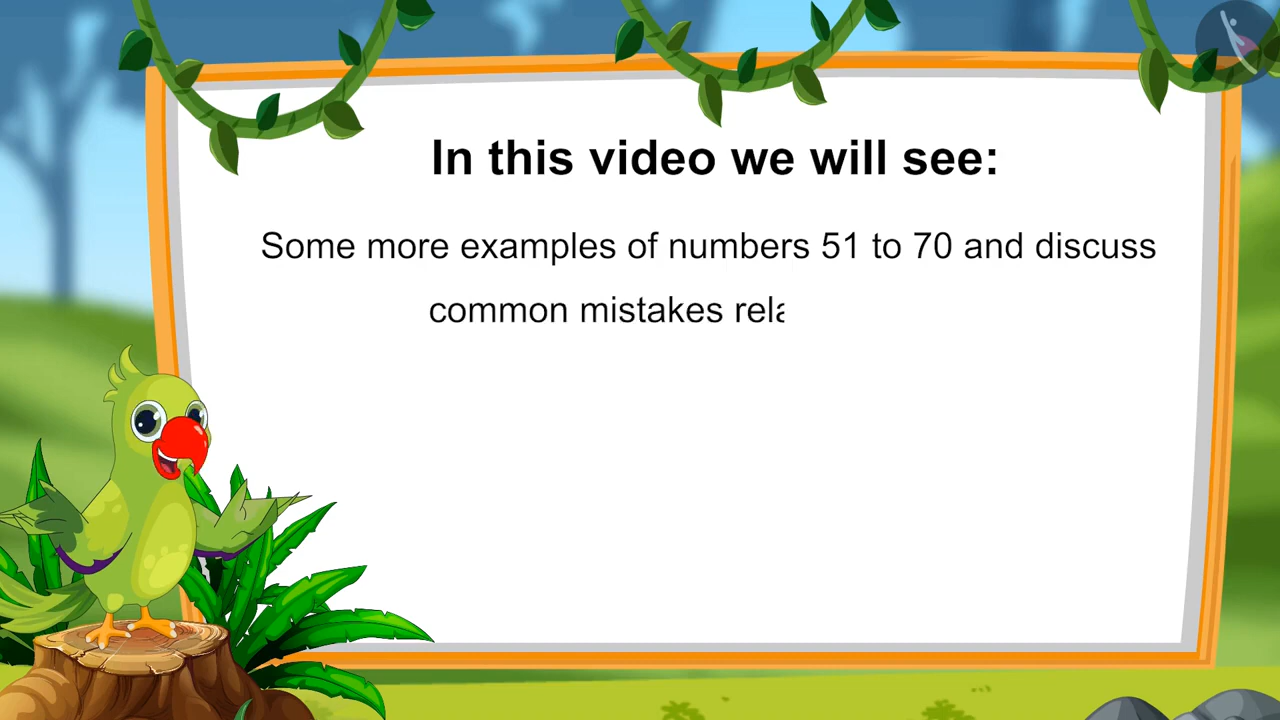 In this video we will see:
Some more examples of numbers 51 to 70 and discuss
common mistakes